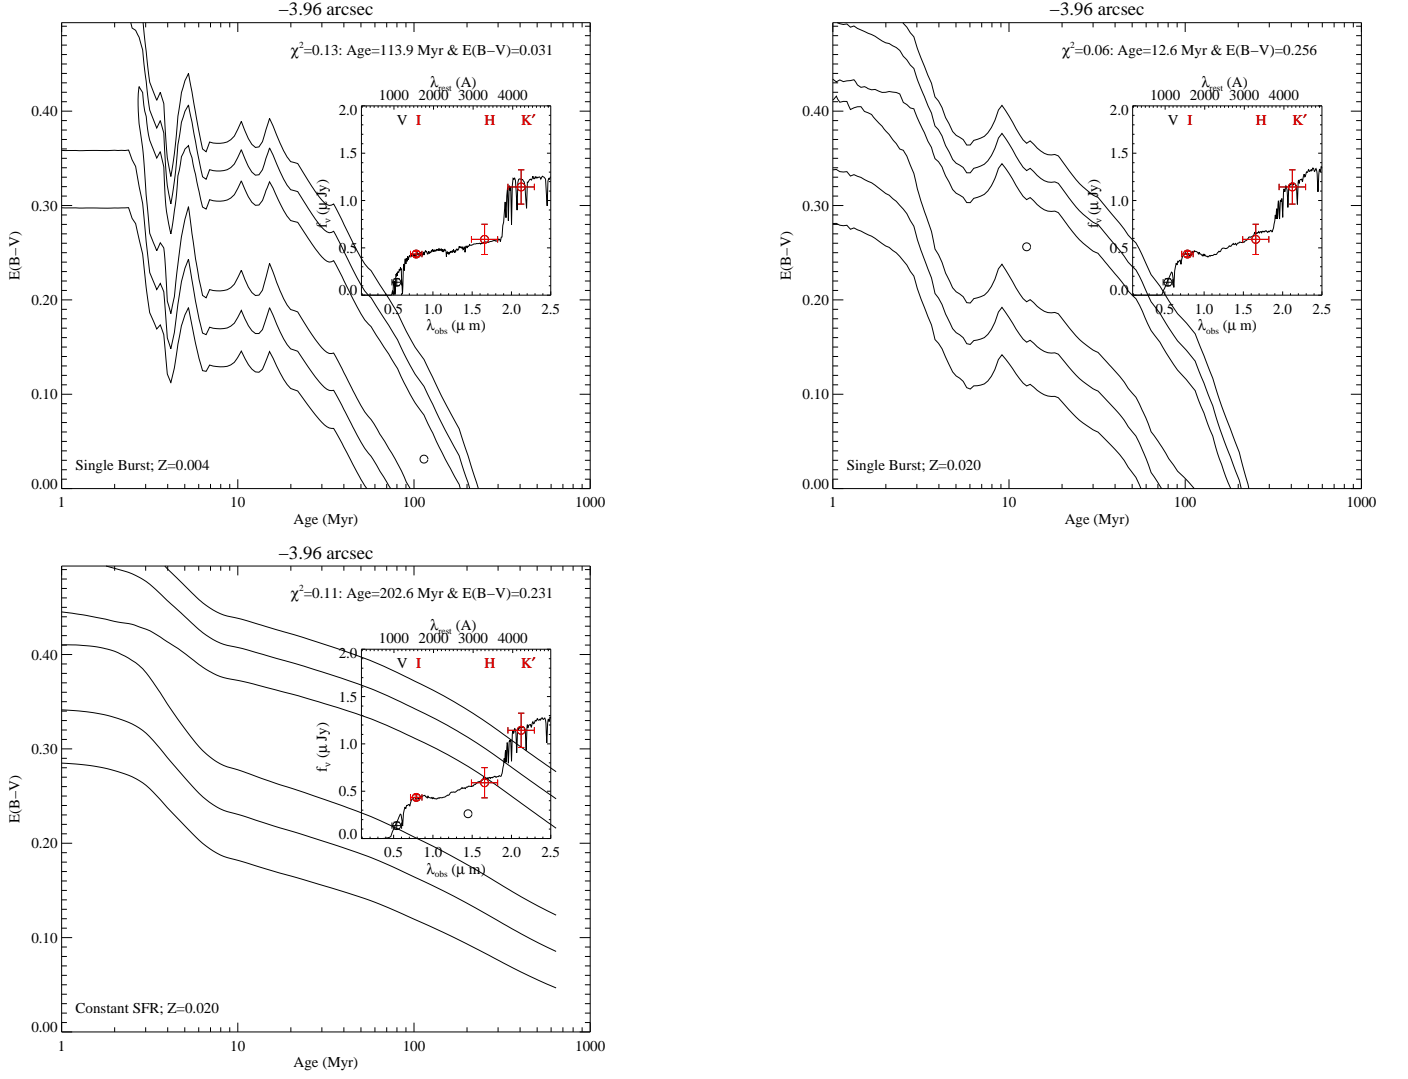 −3.96 arcsec
χ²=0.13: Age=113.9 Myr & E(B−V)=0.031
λrest (A)
1000 2000 3000 4000
V I H K′
2.0
1.5
1.0
0.5
0.0
fν (μ Jy)
0.5 1.0 1.5 2.0 2.5
λobs (μ m)
0.40
0.30
0.20
0.10
0.00
E(B−V)
Single Burst; Z=0.004
1 10 100 1000
Age (Myr)
−3.96 arcsec
χ²=0.06: Age=12.6 Myr & E(B−V)=0.256
λrest (A)
1000 2000 3000 4000
V I H K′
2.0
1.5
1.0
0.5
0.0
fν (μ Jy)
0.5 1.0 1.5 2.0 2.5
λobs (μ m)
0.40
0.30
0.20
0.10
0.00
E(B−V)
Single Burst; Z=0.020
1 10 100 1000
Age (Myr)
−3.96 arcsec
χ²=0.11: Age=202.6 Myr & E(B−V)=0.231
λrest (A)
1000 2000 3000 4000
V I H K′
2.0
1.5
1.0
0.5
0.0
fν (μ Jy)
0.5 1.0 1.5 2.0 2.5
λobs (μ m)
0.40
0.30
0.20
0.10
0.00
E(B−V)
Constant SFR; Z=0.020
1 10 100 1000
Age (Myr)